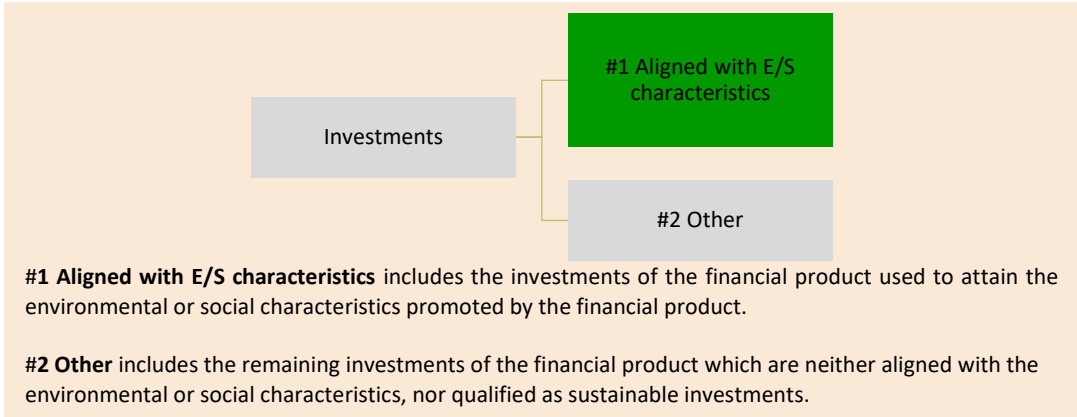 #1 Aligned with E/S
characteristics
Investments
#2 Other
#1 Aligned with E/S characteristics includes the investments of the financial product used to attain the
environmental or social characteristics promoted by the financial product.
#2 Other includes the remaining investments of the financial product which are neither aligned with the
environmental or social characteristics, nor qualified as sustainable investments.